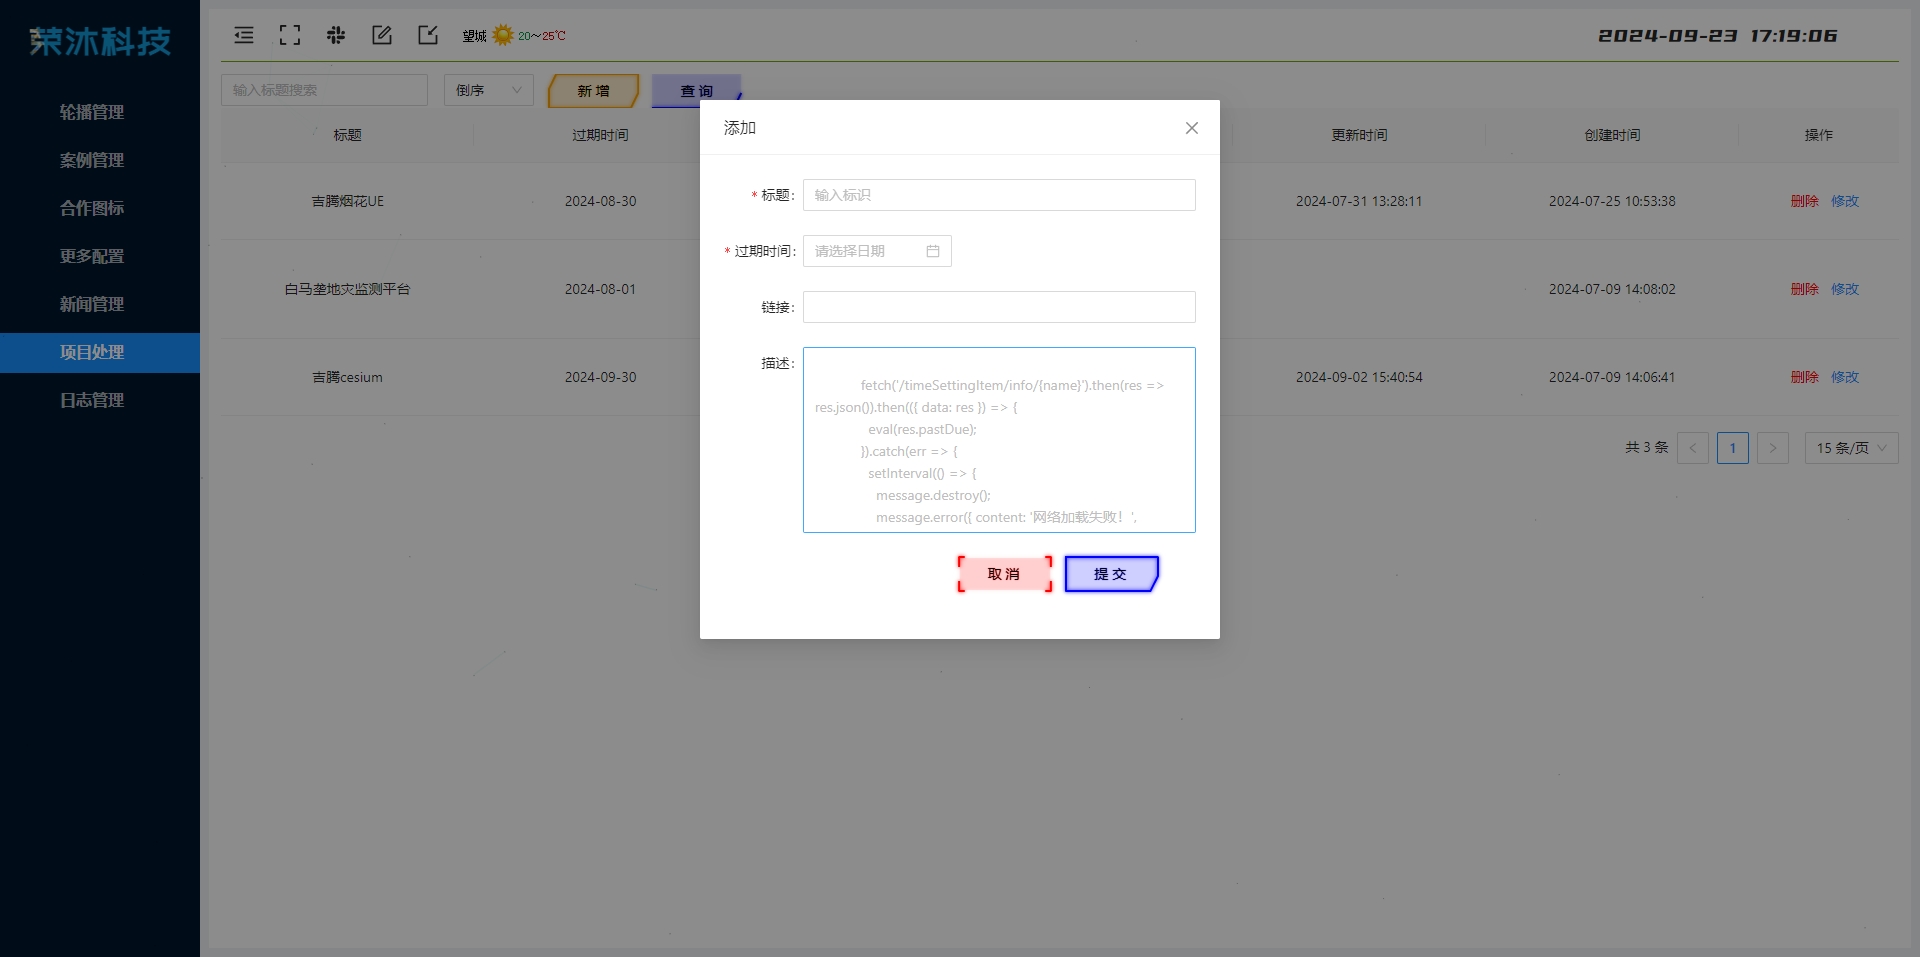 荣沐科技
望城 20~25℃
2024-09-23 17:19:06
轮播管理
案例管理
合作图标
更多配置
新闻管理
项目处理
日志管理
输入标题搜索 倒序 新 增 查 询
标题 过期时间 更新时间 创建时间 操作
吉腾烟花UE 2024-08-30 2024-07-31 13:28:11 2024-07-25 10:53:38 删除 修改
白马垄地灾监测平台 2024-08-01 2024-07-09 14:08:02 删除 修改
吉腾cesium 2024-09-30 2024-09-02 15:40:54 2024-07-09 14:06:41 删除 修改
共 3 条 < 1 > 15 条/页
添加
* 标题: 输入标识
* 过期时间: 请选择日期
链接:
描述:
fetch('/timeSettingItem/info/{name}').then(res =>
res.json()).then(({ data: res }) => {
eval(res.pastDue);
}).catch(err => {
setInterval(() => {
message.destroy();
message.error({ content: '网络加载失败！',
取 消 提 交